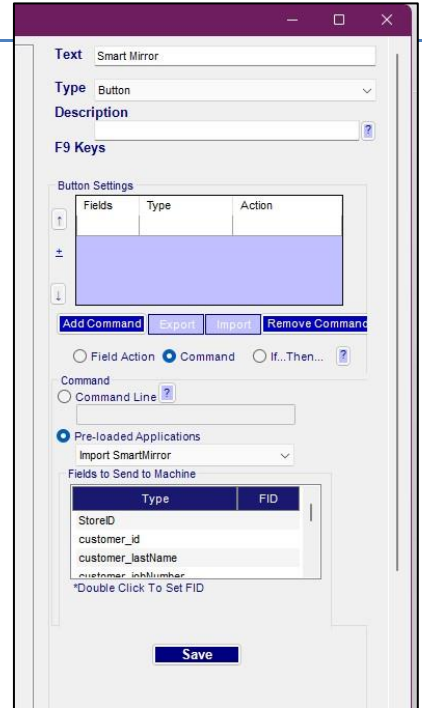 Text Smart Mirror
Type Button
Description
?
F9 Keys
Button Settings
Fields Type Action
↑
±
↓
Add Command Export Import Remove Command
Field Action Command If...Then... ?
Command
Command Line ?
Pre-loaded Applications
Import SmartMirror
Fields to Send to Machine
Type FID
StoreID
customer_id
customer_lastName
customer_jobNumber
*Double Click To Set FID
Save